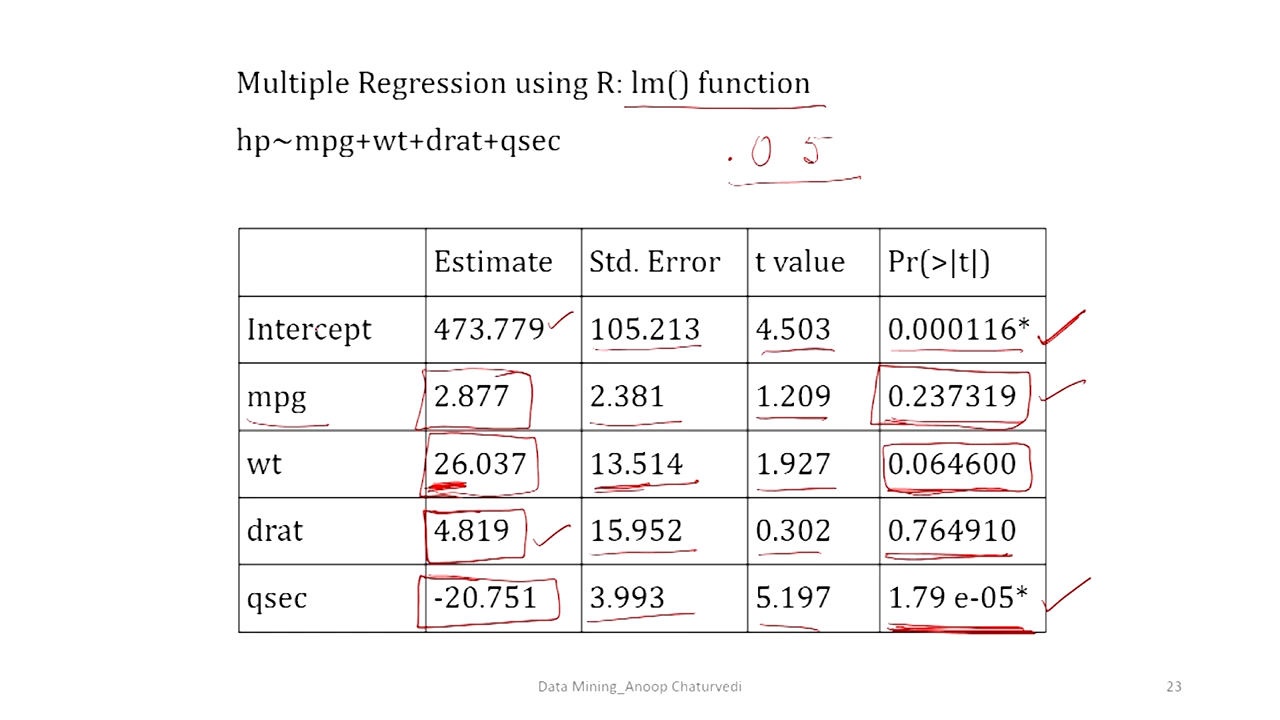 Multiple Regression using R: lm() function
hp~mpg+wt+drat+qsec
.05
Estimate Std. Error t value Pr(>|t|)
Intercept 473.779 105.213 4.503 0.000116*
mpg 2.877 2.381 1.209 0.237319
wt 26.037 13.514 1.927 0.064600
drat 4.819 15.952 0.302 0.764910
qsec -20.751 3.993 5.197 1.79 e-05*
Data Mining_Anoop Chaturvedi 23